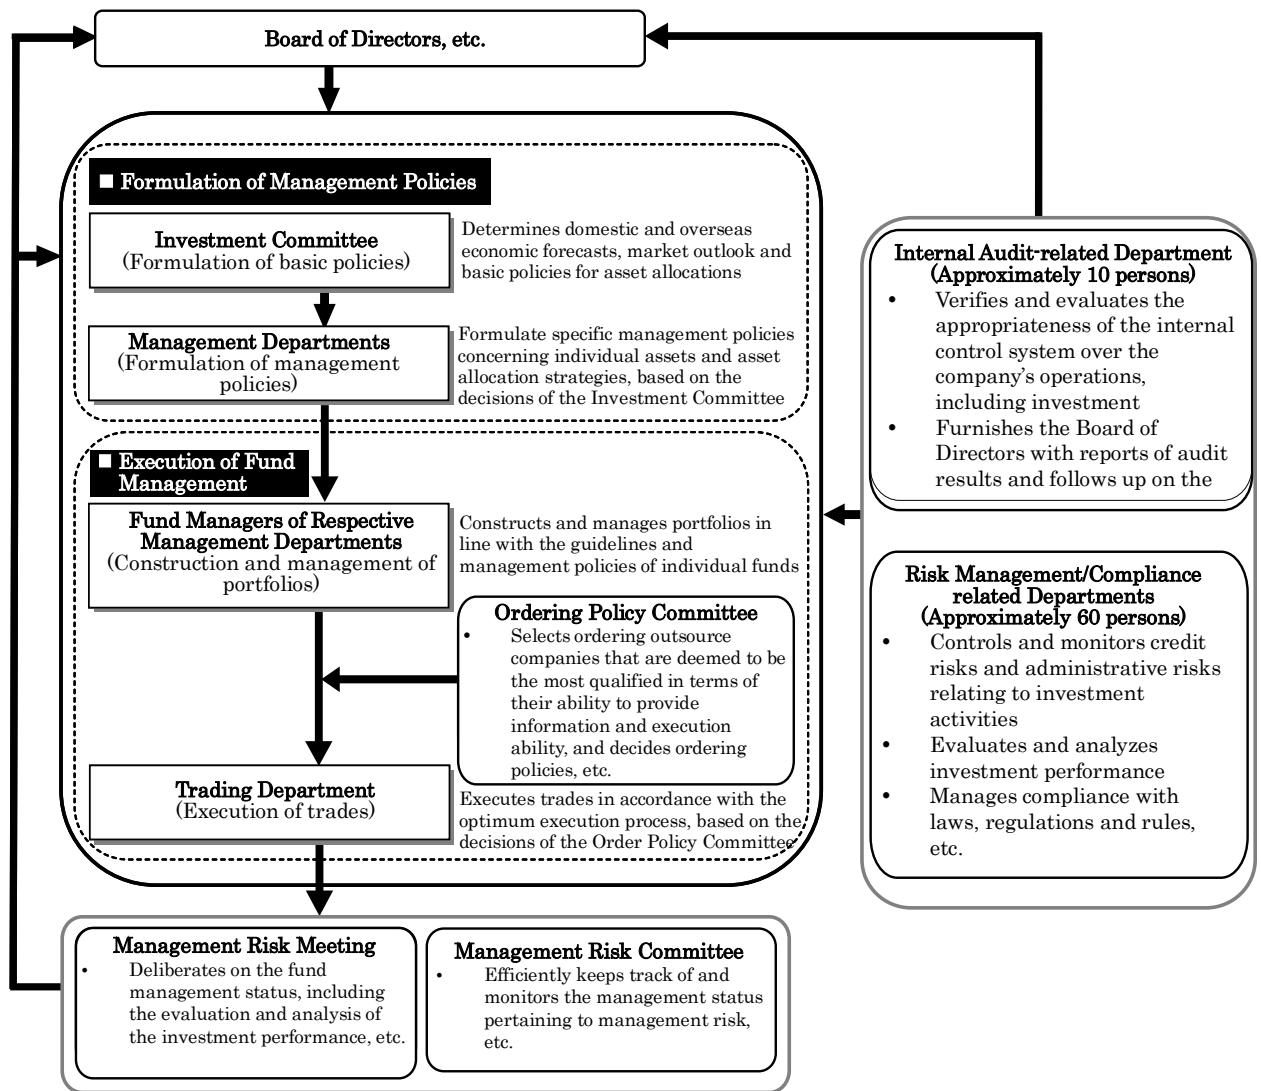 Board of Directors, etc.
■ Formulation of Management Policies
Investment Committee
(Formulation of basic policies)
Determines domestic and overseas
economic forecasts, market outlook and
basic policies for asset allocations
Management Departments
(Formulation of management
policies)
Formulate specific management policies
concerning individual assets and asset
allocation strategies, based on the
decisions of the Investment Committee
■ Execution of Fund
Management
Fund Managers of Respective
Management Departments
(Construction and management of
portfolios)
Constructs and manages portfolios in
line with the guidelines and
management policies of individual funds
Ordering Policy Committee
• Selects ordering outsource
companies that are deemed to be
the most qualified in terms of
their ability to provide
information and execution
ability, and decides ordering
policies, etc.
Trading Department
(Execution of trades)
Executes trades in accordance with the
optimum execution process, based on the
decisions of the Order Policy Committee
Management Risk Meeting
• Deliberates on the fund
management status, including
the evaluation and analysis of
the investment performance, etc.
Management Risk Committee
• Efficiently keeps track of and
monitors the management status
pertaining to management risk,
etc.
Internal Audit-related Department
(Approximately 10 persons)
• Verifies and evaluates the
appropriateness of the internal
control system over the
company's operations,
including investment
• Furnishes the Board of
Directors with reports of audit
results and follows up on the
Risk Management/Compliance
related Departments
(Approximately 60 persons)
• Controls and monitors credit
risks and administrative risks
relating to investment
activities
• Evaluates and analyzes
investment performance
• Manages compliance with
laws, regulations and rules,
etc.